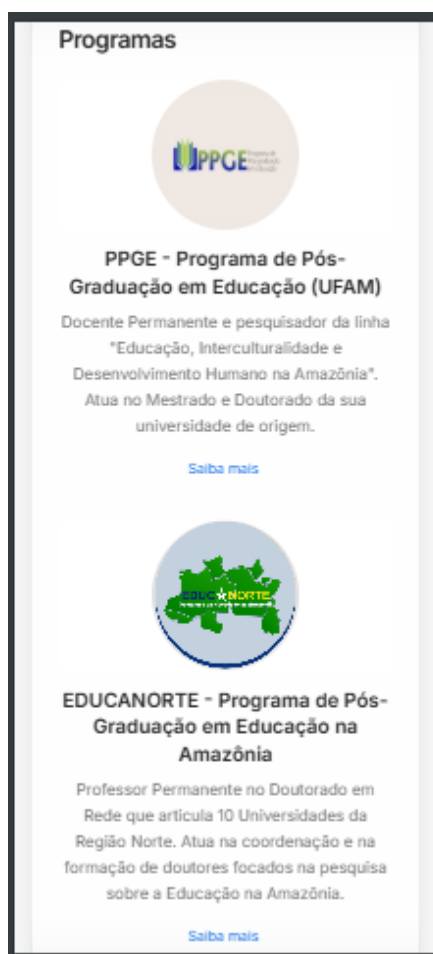 Programas
PPGE
PPGE - Programa de Pós-
Graduação em Educação (UFAM)
Docente Permanente e pesquisador da linha
"Educação, Interculturalidade e
Desenvolvimento Humano na Amazônia".
Atua no Mestrado e Doutorado da sua
universidade de origem.
Saiba mais
EDUCANORTE - Programa de Pós-
Graduação em Educação na
Amazônia
Professor Permanente no Doutorado em
Rede que articula 10 Universidades da
Região Norte. Atua na coordenação e na
formação de doutores focados na pesquisa
sobre a Educação na Amazônia.
Saiba mais